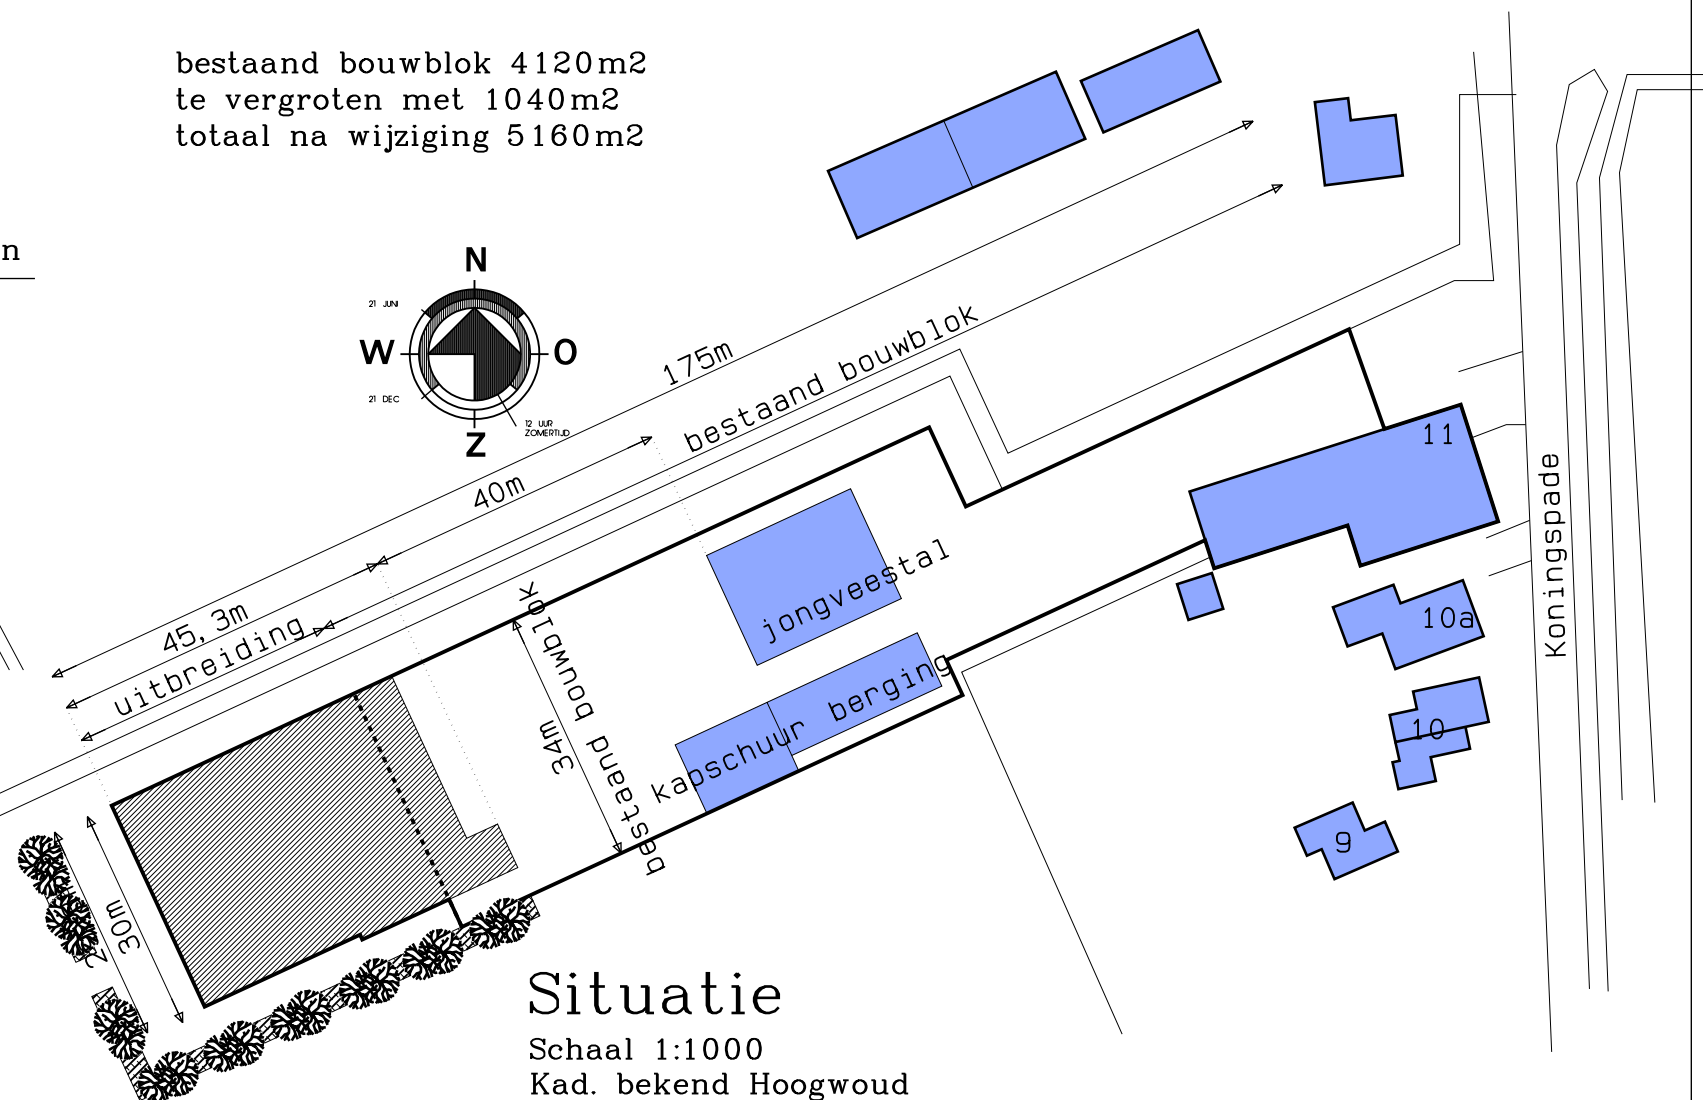 bestaand bouwblok 4120m2
te vergroten met 1040m2
totaal na wijziging 5160m2
n
N
21 JUNI
W
O
21 DEC
12 UUR
ZOMERTIJD
Z
175m
bestaand bouwblok
40m
45,3m
uitbreiding
bestaand bouwblok
34m
30m
jongveestal
kapschuur berging
11
10a
10
9
Koningspade
Situatie
Schaal 1:1000
Kad. bekend Hoogwoud